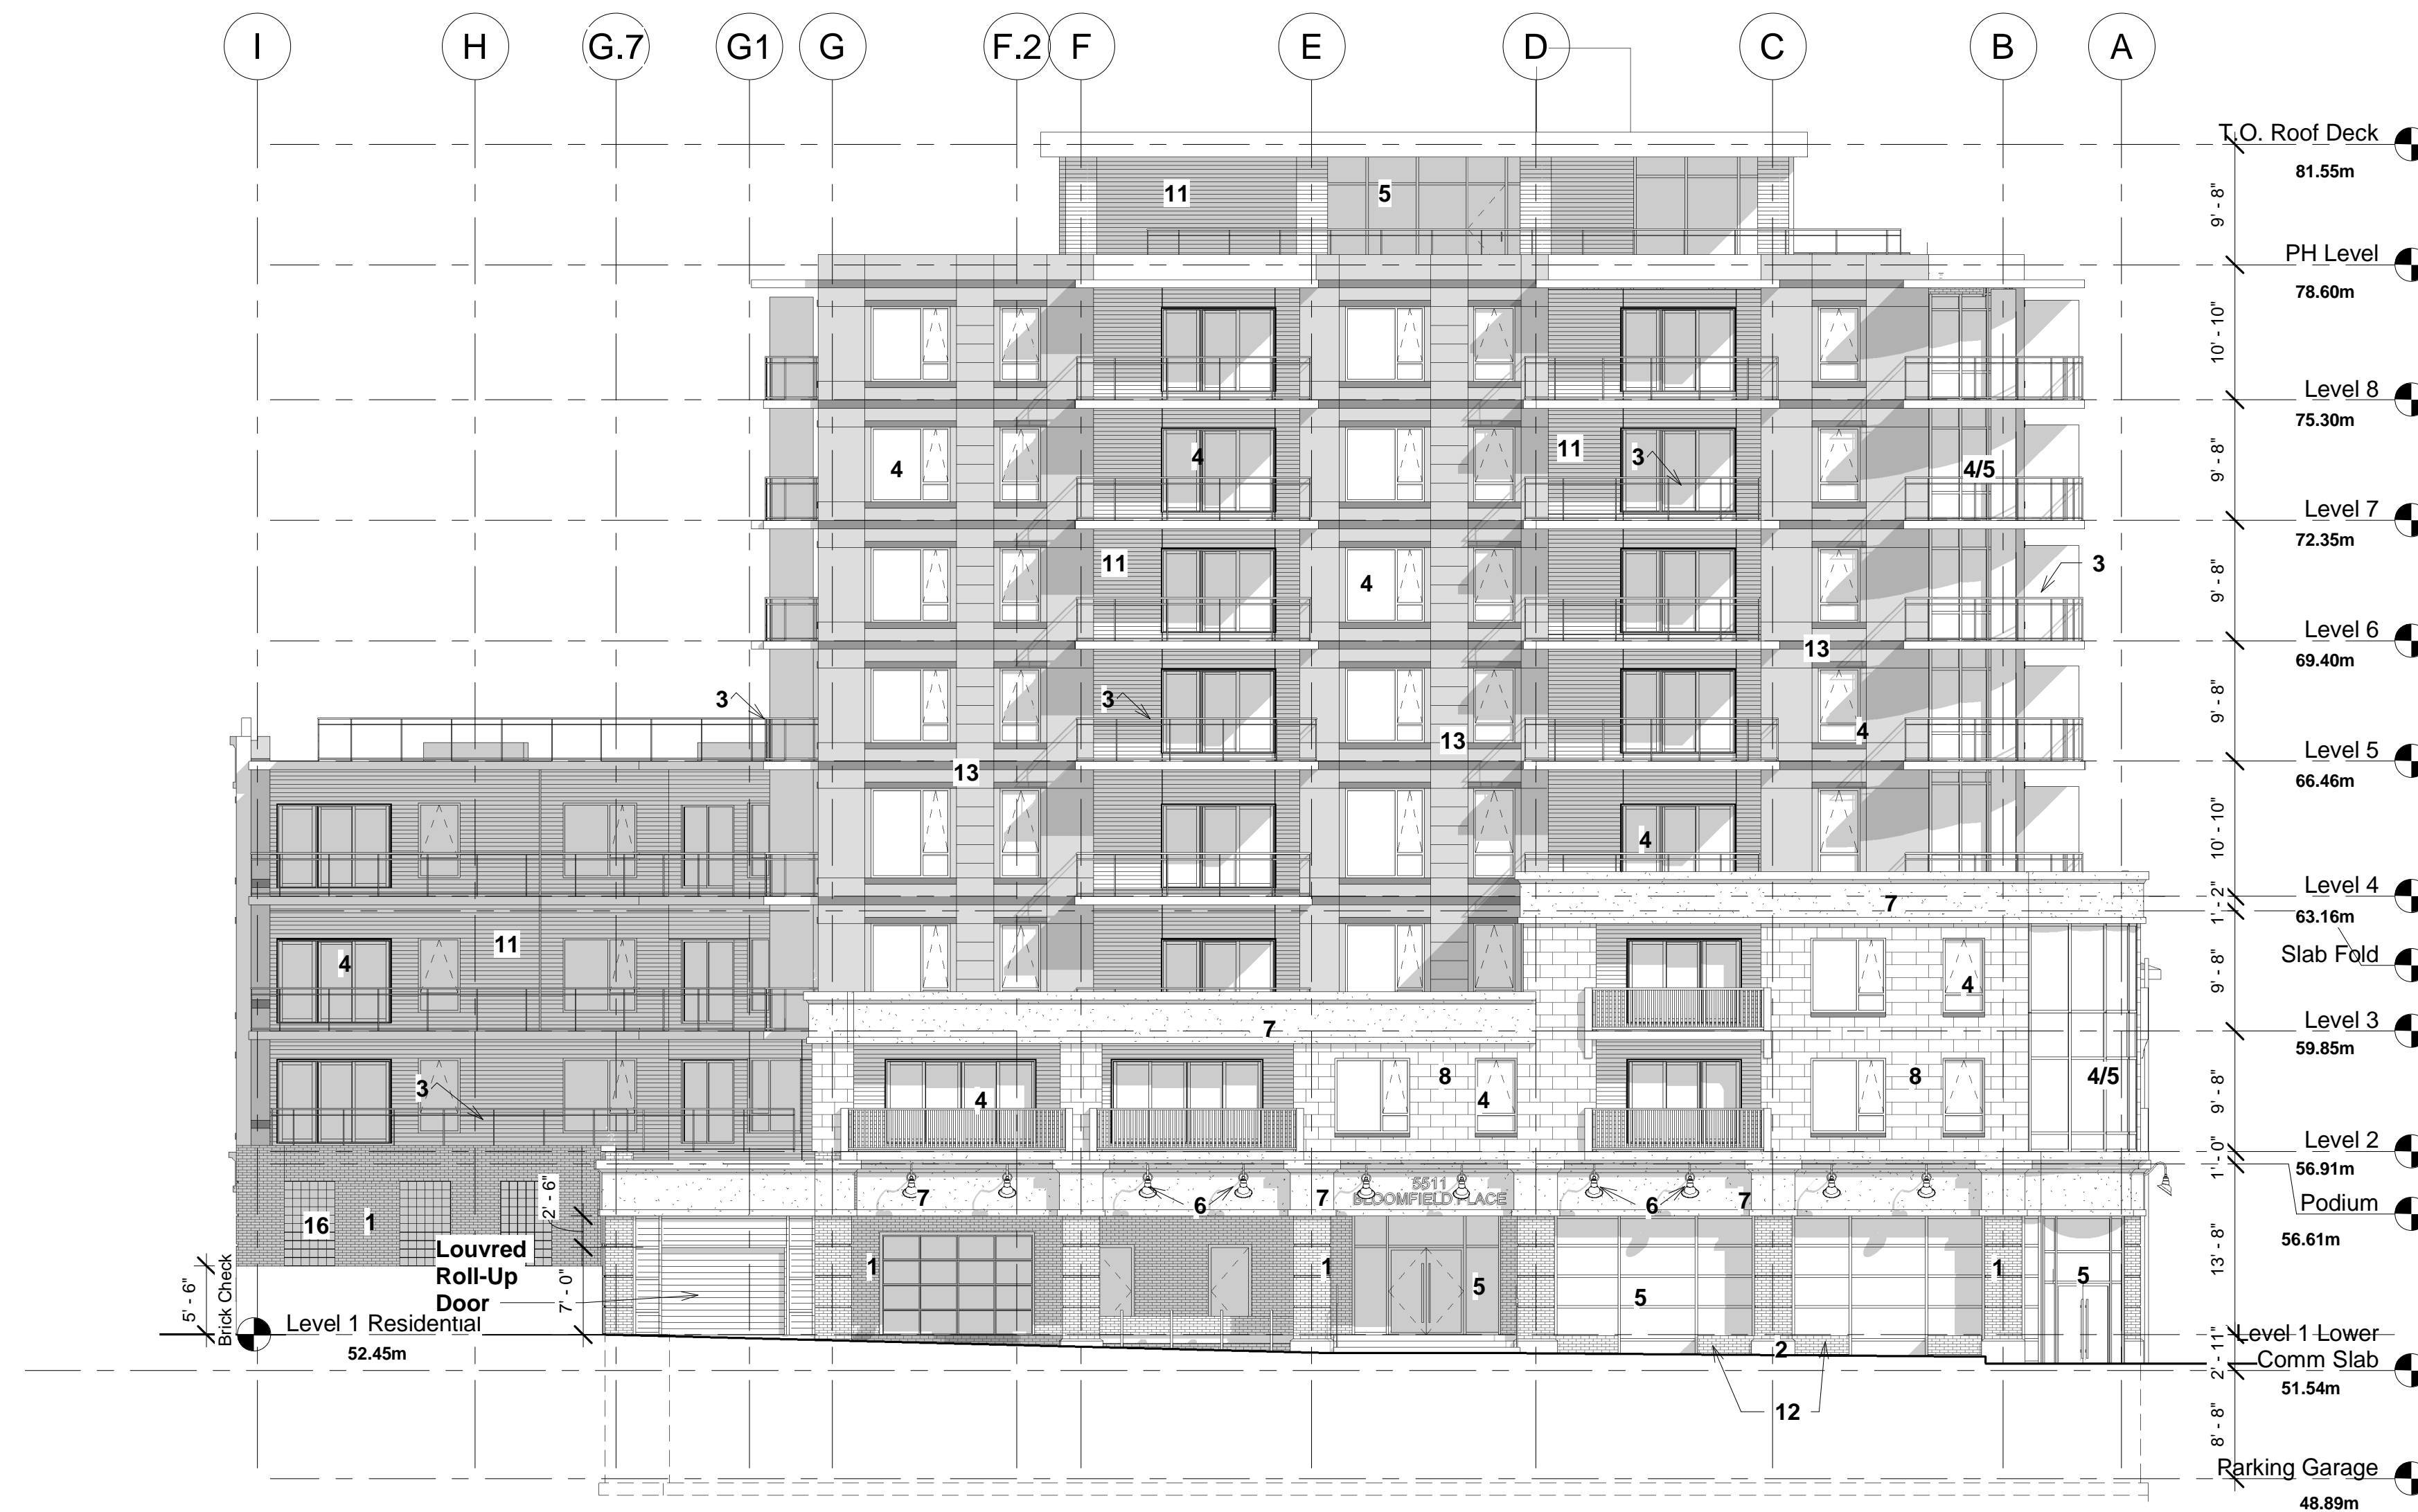 I H G.7 G1 G F.2 F E D C B A
T.O. Roof Deck
81.55m
9' - 8"
11 5
PH Level
78.60m
10' - 10"
Level 8
75.30m
9' - 8"
4 4 11 3 4/5
Level 7
72.35m
9' - 8"
11 4 3
Level 6
69.40m
13
9' - 8"
3 3 13 4
Level 5
66.46m
13
10' - 10"
4
Level 4
63.16m
1' - 2"
7
Slab Fold
11 4 4
9' - 8"
Level 3
59.85m
7
9' - 8"
3 4 8 4 8 4/5
Level 2
56.91m
1' - 0"
Podium
56.61m
5511
BLOOMFIELD PLACE
7 6 7 6 7
16 1 2' - 6"
Louvred
Roll-Up
Door
7' - 0"
1 1 5 5 1 5
13' - 8"
5' - 6"
Brick Check
Level 1 Residential
52.45m
2
Level 1 Lower
Comm Slab
51.54m
2' - 11"
12
8' - 8"
Parking Garage
48.89m